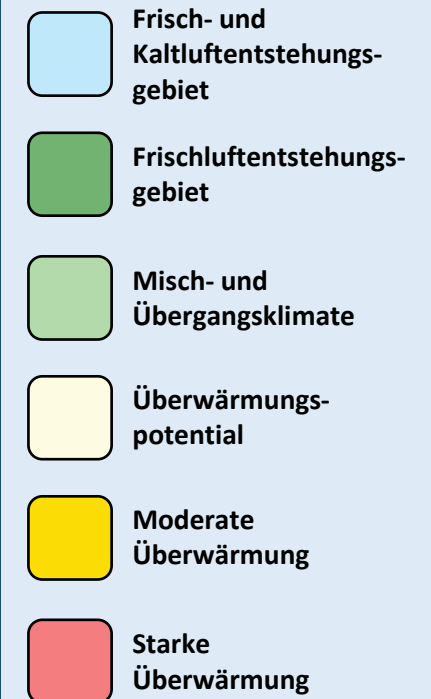 Frisch- und
Kaltluftentstehungs-
gebiet
Frischluftentstehungs-
gebiet
Misch- und
Übergangsklimate
Überwärmungs-
potential
Moderate
Überwärmung
Starke
Überwärmung